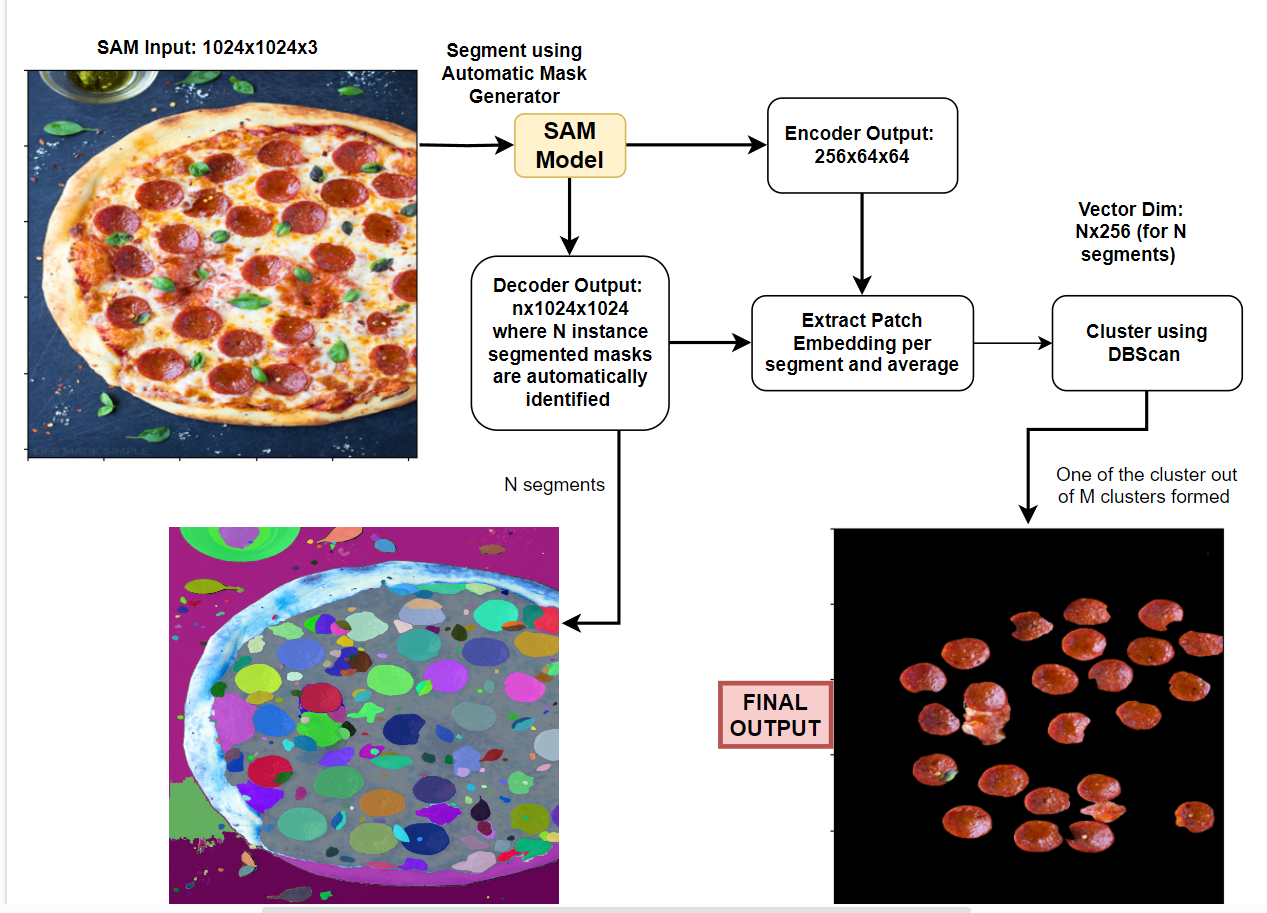 SAM Input: 1024x1024x3
Segment using
Automatic Mask
Generator
SAM
Model
Encoder Output:
256x64x64
Vector Dim:
Nx256 (for N
segments)
Decoder Output:
nx1024x1024
where N instance
segmented masks
are automatically
identified
Extract Patch
Embedding per
segment and average
Cluster using
DBScan
N segments
One of the cluster out
of M clusters formed
FINAL
OUTPUT